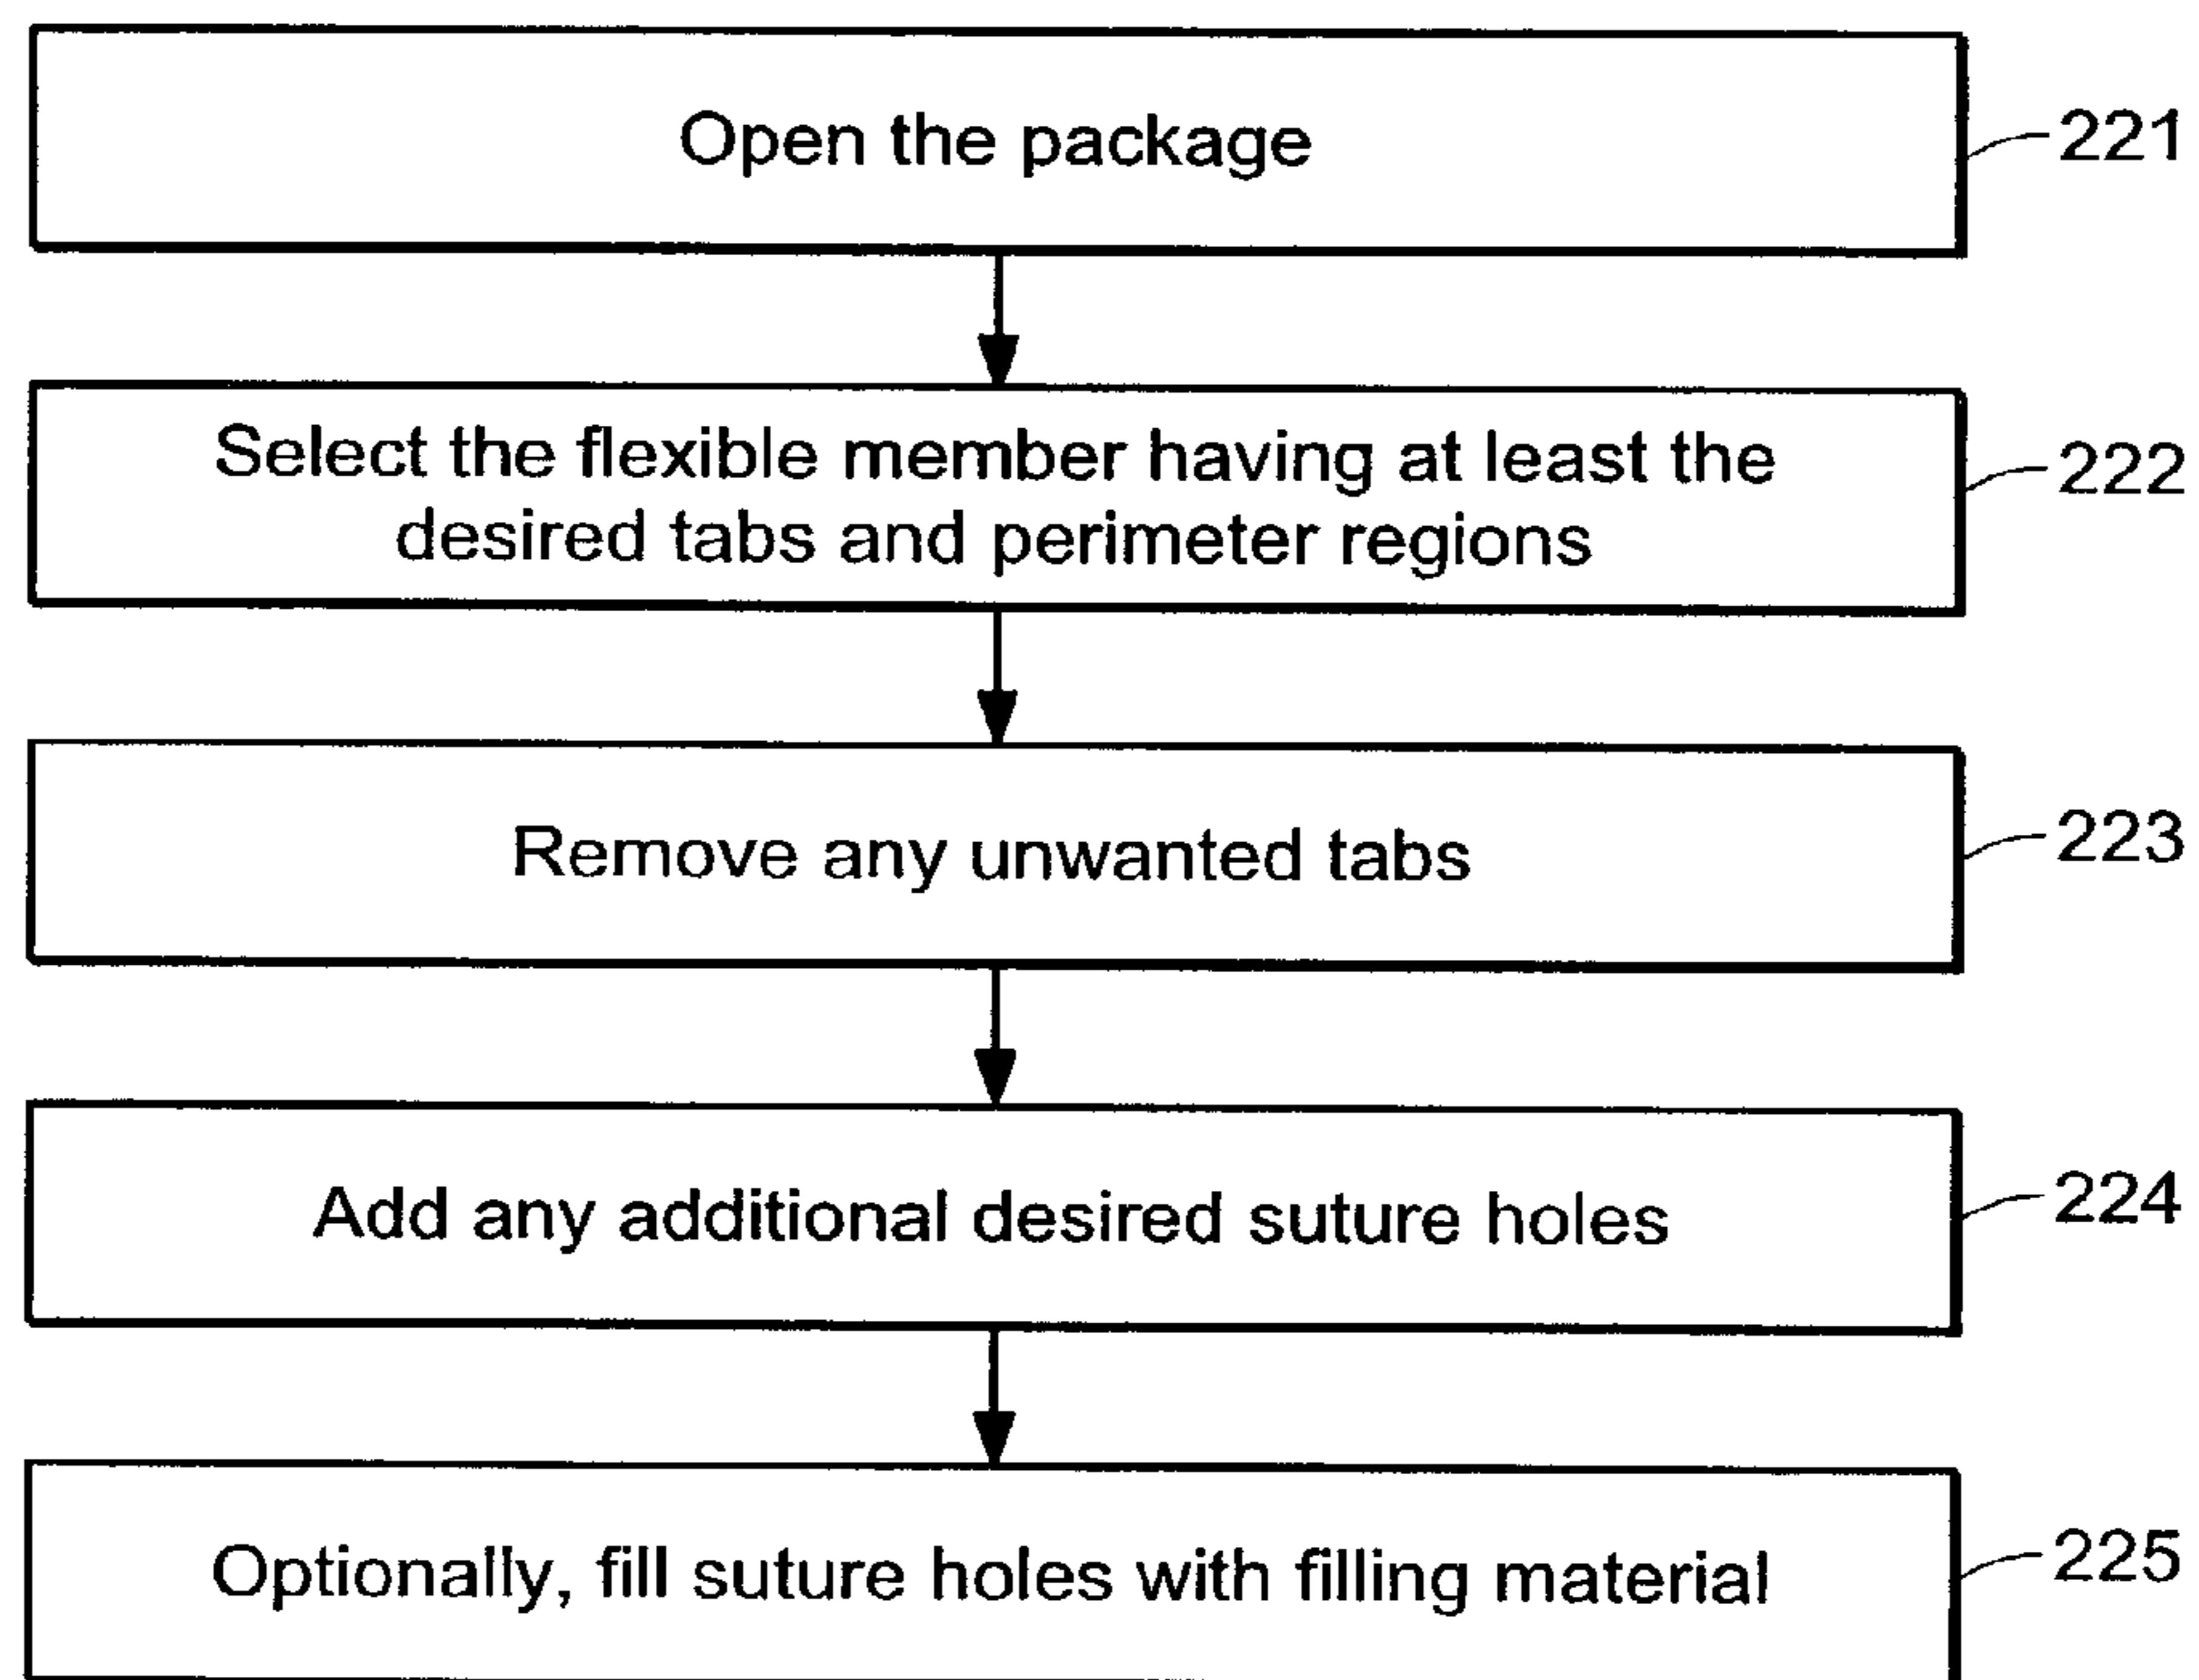 Open the package
221
Select the flexible member having at least the
desired tabs and perimeter regions
222
Remove any unwanted tabs
223
Add any additional desired suture holes
224
Optionally, fill suture holes with filling material
225